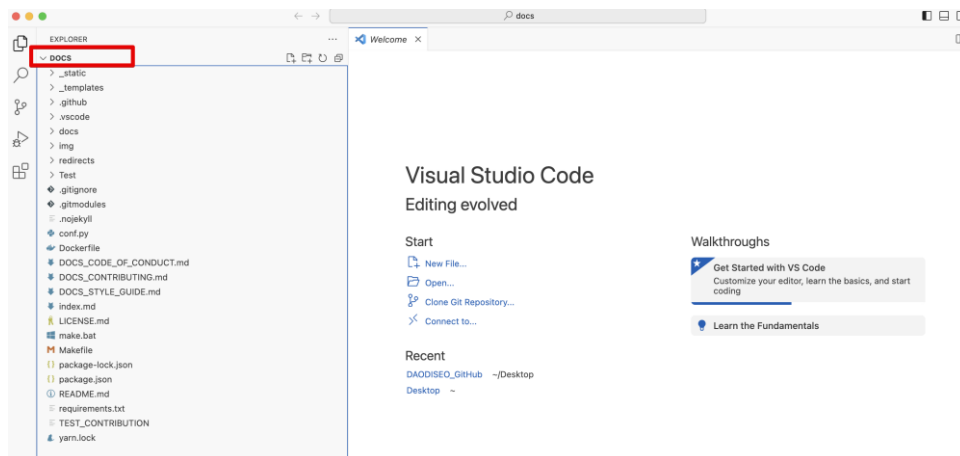 docs
EXPLORER
Welcome
DOCS
_static
_templates
.github
.vscode
docs
img
redirects
Test
.gitignore
.gitmodules
.nojekyll
conf.py
Dockerfile
DOCS_CODE_OF_CONDUCT.md
DOCS_CONTRIBUTING.md
DOCS_STYLE_GUIDE.md
index.md
LICENSE.md
make.bat
Makefile
package-lock.json
package.json
README.md
requirements.txt
TEST_CONTRIBUTION
yarn.lock
Visual Studio Code
Editing evolved
Start
New File...
Open...
Clone Git Repository...
Connect to...
Recent
DAODISEO_GitHub ~/Desktop
Desktop ~
Walkthroughs
Get Started with VS Code
Customize your editor, learn the basics, and start
coding
Learn the Fundamentals